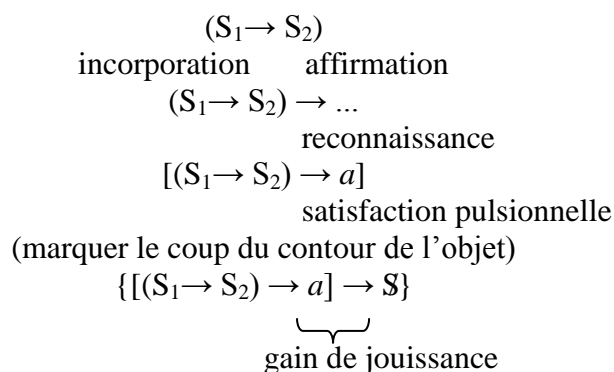 (S₁→ S₂)
incorporation affirmation
(S₁→ S₂) → ...
reconnaissance
[(S₁→ S₂) → a]
satisfaction pulsionnelle
(marquer le coup du contour de l’objet)
{[(S₁→ S₂) → a] → $}
gain de jouissance